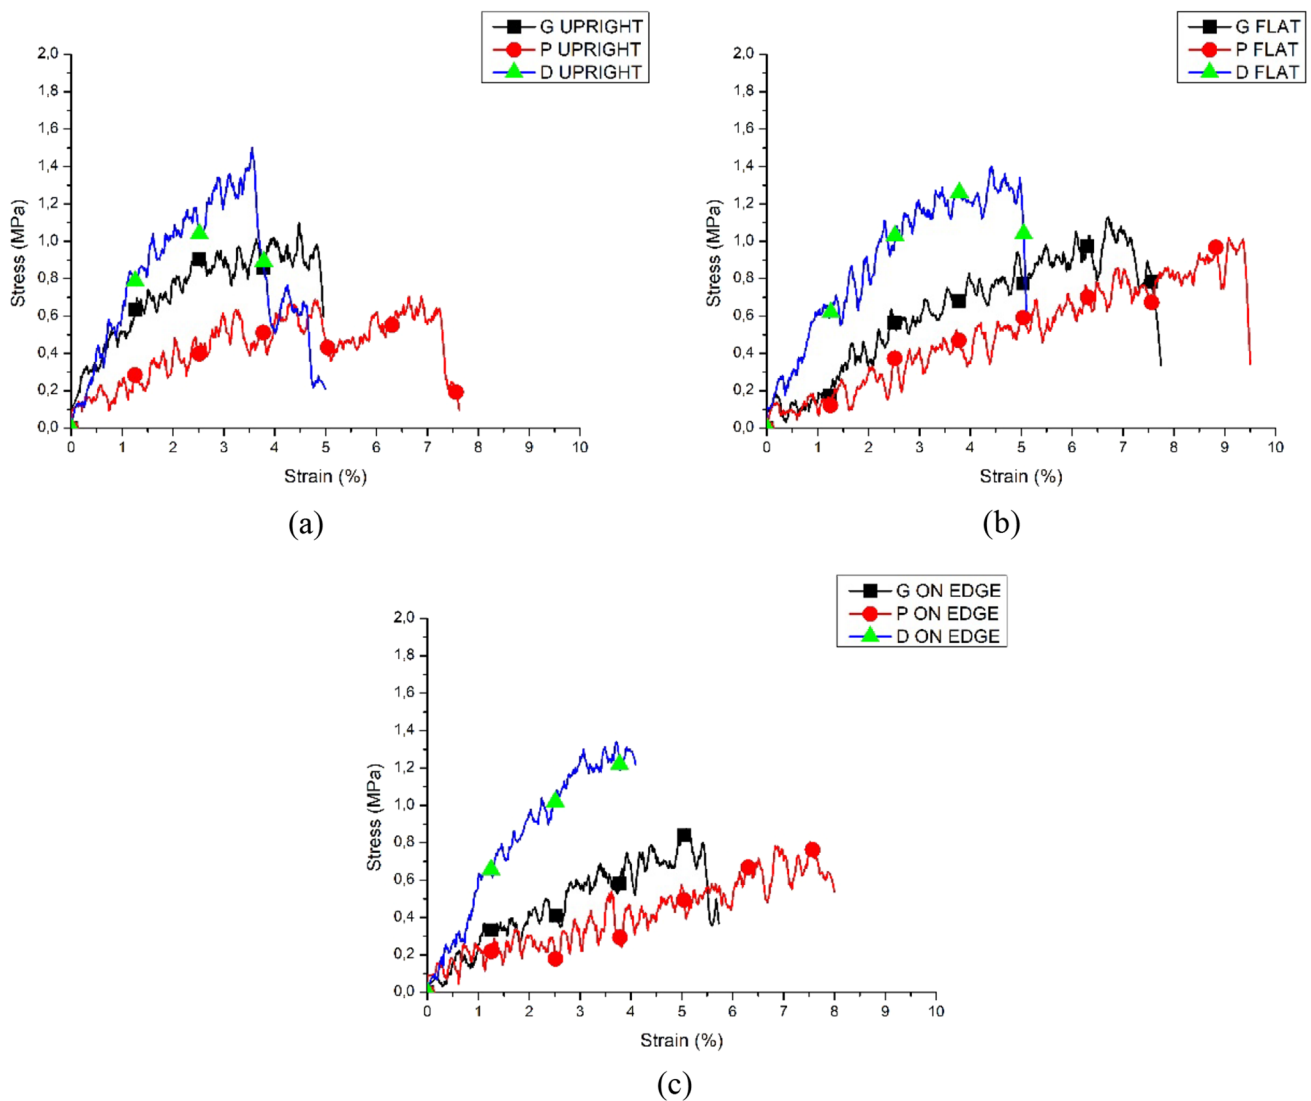 G UPRIGHT
P UPRIGHT
D UPRIGHT
2,0
1,8
1,6
1,4
1,2
1,0
0,8
0,6
0,4
0,2
0,0
Stress (MPa)
0 1 2 3 4 5 6 7 8 9 10
Strain (%)
(a)
G FLAT
P FLAT
D FLAT
2,0
1,8
1,6
1,4
1,2
1,0
0,8
0,6
0,4
0,2
0,0
Stress (MPa)
0 1 2 3 4 5 6 7 8 9 10
Strain (%)
(b)
G ON EDGE
P ON EDGE
D ON EDGE
2,0
1,8
1,6
1,4
1,2
1,0
0,8
0,6
0,4
0,2
0,0
Stress (MPa)
0 1 2 3 4 5 6 7 8 9 10
Strain (%)
(c)